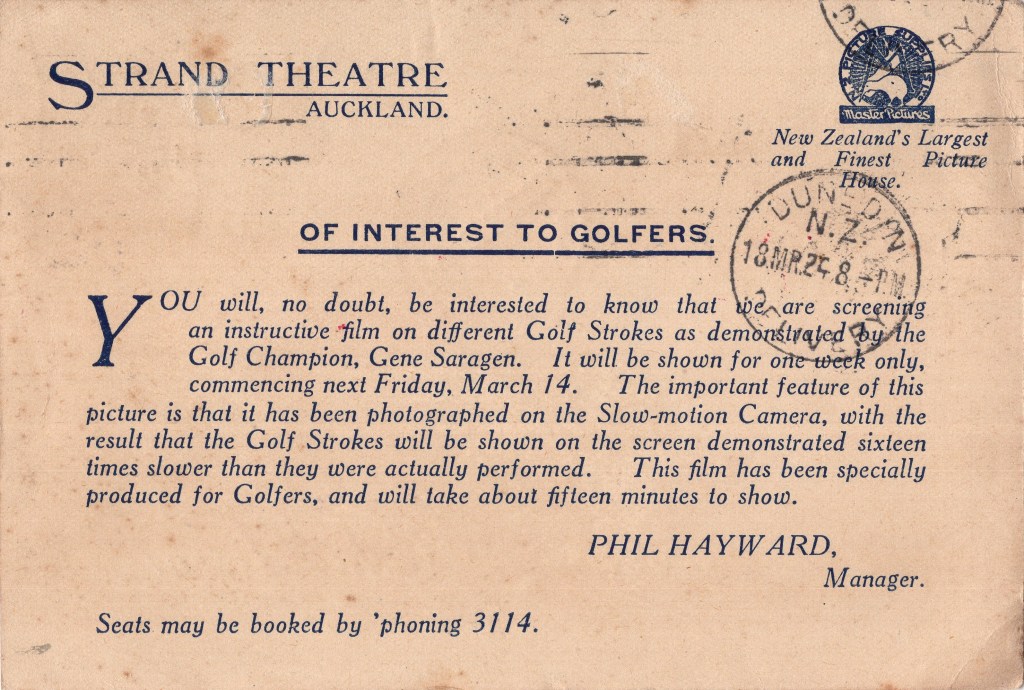 STRAND THEATRE
AUCKLAND.
PICTURE SUPPLIES LTD
Master Pictures
New Zealand's Largest
and Finest Picture
House.
OF INTEREST TO GOLFERS.
DUNEDIN
N.Z.
18.MR.24 8 - PM
DELIVERY
YOU will, no doubt, be interested to know that we are screening
an instructive film on different Golf Strokes as demonstrated by the
Golf Champion, Gene Saragen. It will be shown for one week only,
commencing next Friday, March 14. The important feature of this
picture is that it has been photographed on the Slow-motion Camera, with the
result that the Golf Strokes will be shown on the screen demonstrated sixteen
times slower than they were actually performed. This film has been specially
produced for Golfers, and will take about fifteen minutes to show.
PHIL HAYWARD,
Manager.
Seats may be booked by 'phoning 3114.